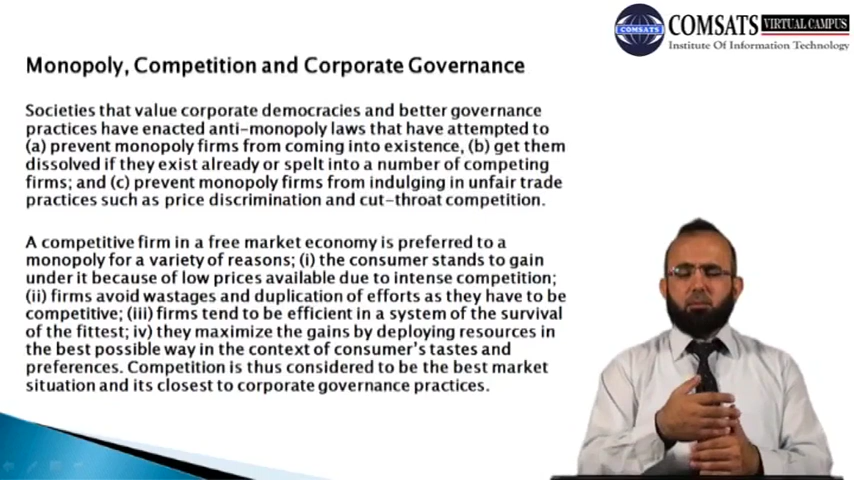 COMSATS VIRTUAL CAMPUS
COMSATS
Institute Of Information Technology
Monopoly, Competition and Corporate Governance
Societies that value corporate democracies and better governance
practices have enacted anti-monopoly laws that have attempted to
(a) prevent monopoly firms from coming into existence, (b) get them
dissolved if they exist already or spelt into a number of competing
firms; and (c) prevent monopoly firms from indulging in unfair trade
practices such as price discrimination and cut-throat competition.
A competitive firm in a free market economy is preferred to a
monopoly for a variety of reasons; (i) the consumer stands to gain
under it because of low prices available due to intense competition;
(ii) firms avoid wastages and duplication of efforts as they have to be
competitive; (iii) firms tend to be efficient in a system of the survival
of the fittest; iv) they maximize the gains by deploying resources in
the best possible way in the context of consumer's tastes and
preferences. Competition is thus considered to be the best market
situation and its closest to corporate governance practices.